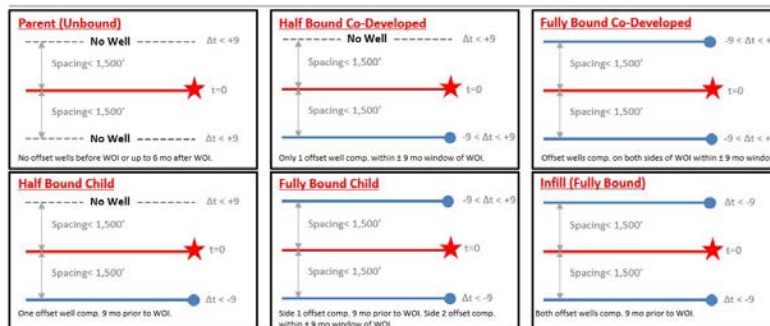 Parent (Unbound)
No Well
Δt < +9
Spacing< 1,500'
t=0
Spacing< 1,500'
No Well
Δt < +9
No offset wells before WOI or up to 6 mo after WOI.
Half Bound Co-Developed
No Well
Δt < +9
Spacing< 1,500'
t=0
Spacing< 1,500'
-9 < Δt < +9
Only 1 offset well comp. within ± 9 mo window of WOI.
Fully Bound Co-Developed
-9 < Δt < +
Spacing< 1,500'
t=0
Spacing< 1,500'
-9 < Δt < +
Offset wells comp. on both sides of WOI within ± 9 mo window
Half Bound Child
No Well
Δt < +9
Spacing< 1,500'
t=0
Spacing< 1,500'
Δt < -9
One offset well comp. 9 mo prior to WOI.
Fully Bound Child
-9 < Δt < +9
Spacing< 1,500'
t=0
Spacing< 1,500'
Δt < -9
Side 1 offset comp. 9 mo prior to WOI. Side 2 offset comp.
within ± 9 mo window of WOI.
Infill (Fully Bound)
Δt < -9
Spacing< 1,500'
t=0
Spacing< 1,500'
Δt < -9
Both offset wells comp. 9 mo prior to WOI.